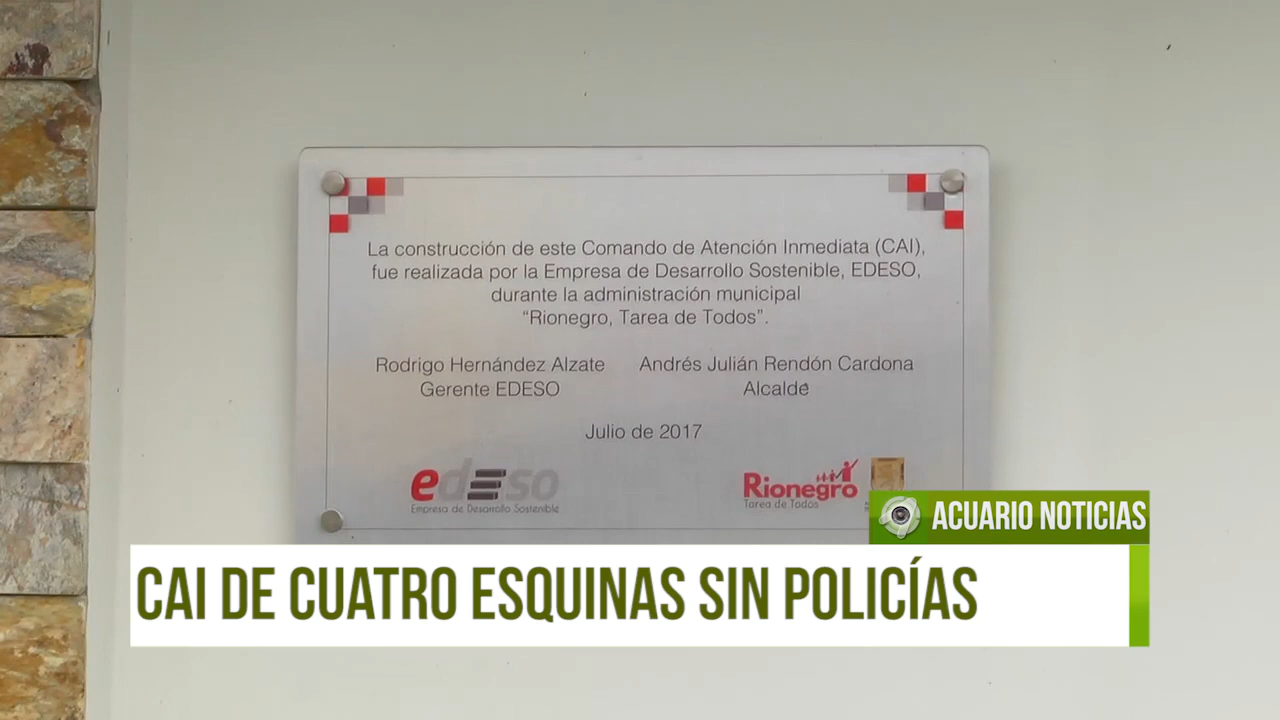 La construcción de este Comando de Atención Inmediata (CAI),
fue realizada por la Empresa de Desarrollo Sostenible, EDESO,
durante la administración municipal
“Rionegro, Tarea de Todos”.
Rodrigo Hernández Alzate
Gerente EDESO
Andrés Julián Rendón Cardona
Alcalde
Julio de 2017
edeso
Empresa de Desarrollo Sostenible
Rionegro
Tarea de Todos
ACUARIO NOTICIAS
CAI DE CUATRO ESQUINAS SIN POLICÍAS